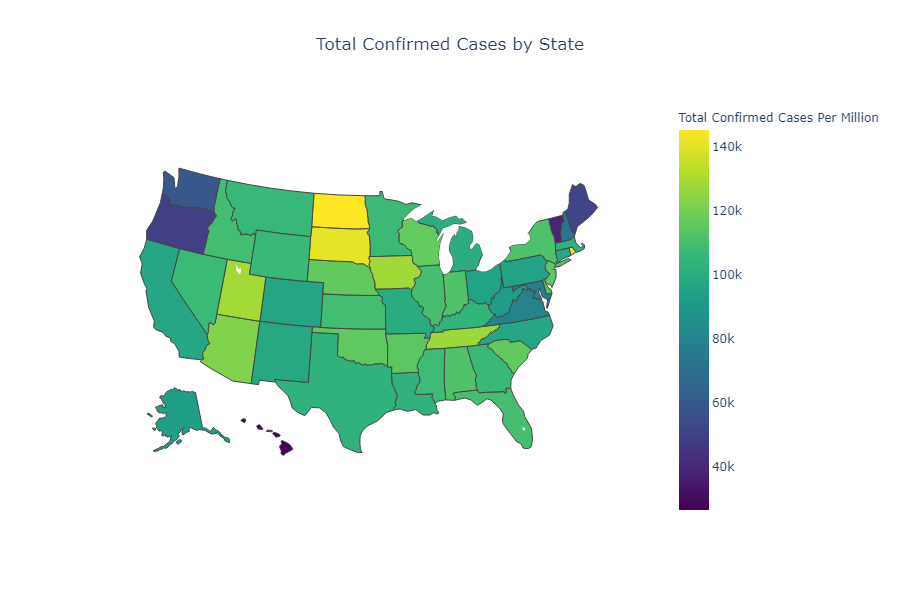 Total Confirmed Cases by State
Total Confirmed Cases Per Million
140k
120k
100k
80k
60k
40k